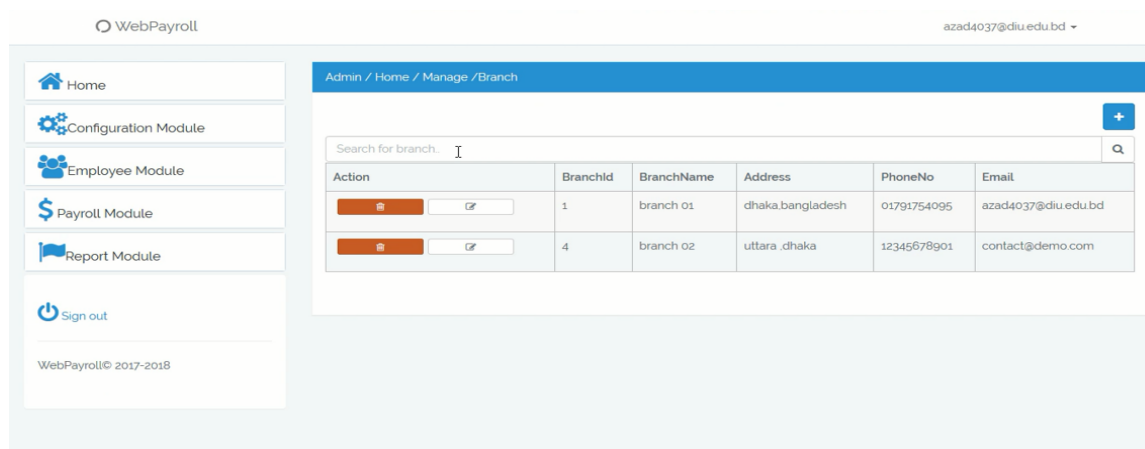 WebPayroll
azad4037@diu.edu.bd
Home
Configuration Module
Employee Module
Payroll Module
Report Module
Sign out
WebPayroll© 2017-2018
Admin / Home / Manage /Branch
Search for branch..
Action BranchId BranchName Address PhoneNo Email
1 branch 01 dhaka,bangladesh 01791754095 azad4037@diu.edu.bd
4 branch 02 uttara ,dhaka 12345678901 contact@demo.com